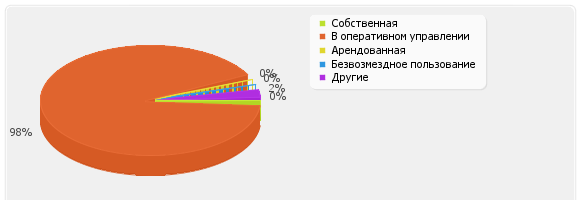 Собственная
В оперативном управлении
Арендованная
Безвозмездное пользование
Другие
0%
0%
2%
0%
98%